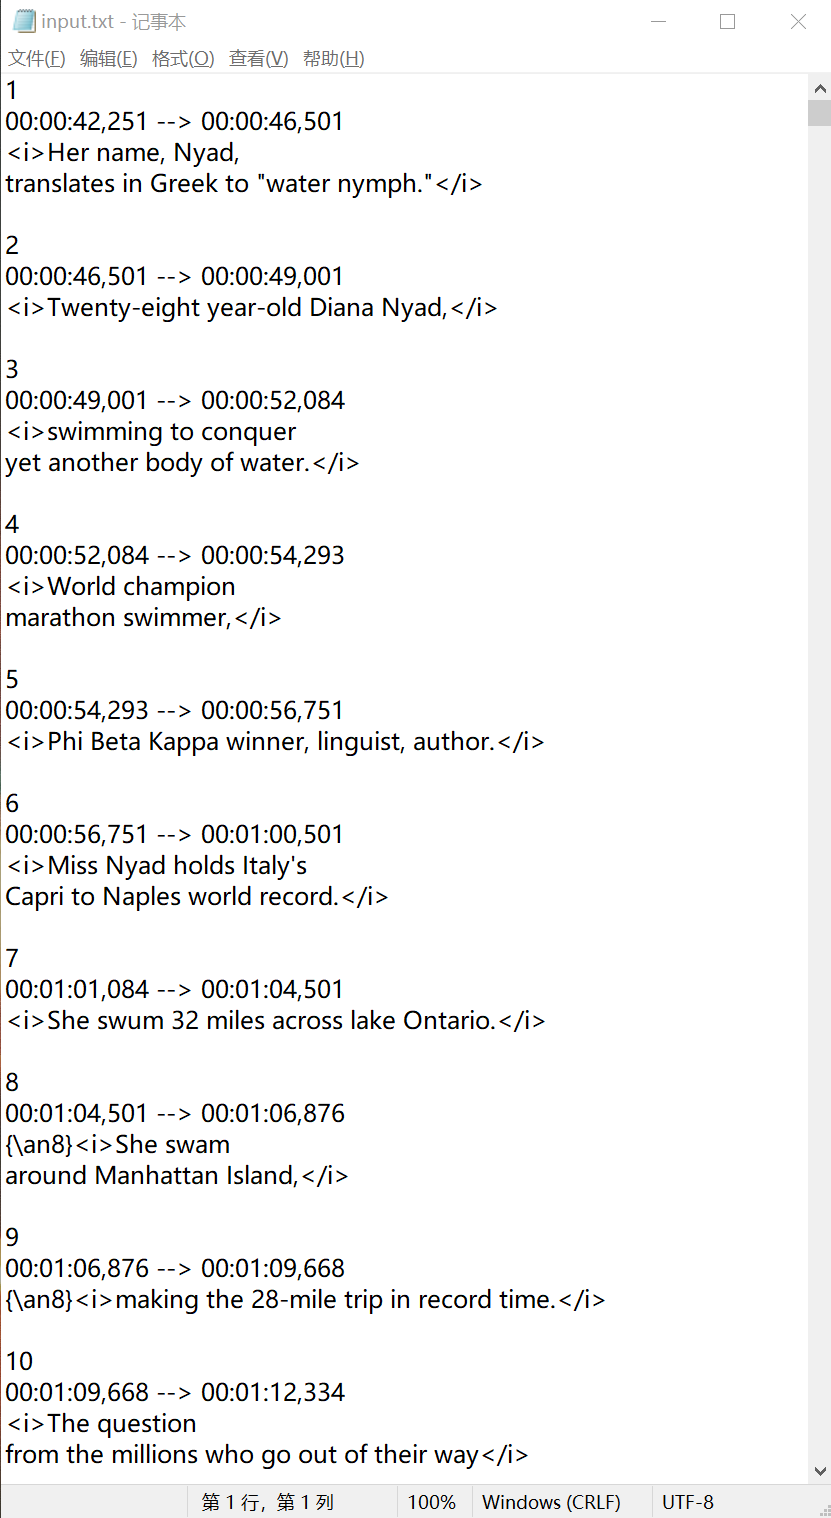 input.txt - 记事本
文件(F) 编辑(E) 格式(O) 查看(V) 帮助(H)
1
00:00:42,251 --> 00:00:46,501
<i>Her name, Nyad,
translates in Greek to "water nymph."</i>

2
00:00:46,501 --> 00:00:49,001
<i>Twenty-eight year-old Diana Nyad,</i>

3
00:00:49,001 --> 00:00:52,084
<i>swimming to conquer
yet another body of water.</i>

4
00:00:52,084 --> 00:00:54,293
<i>World champion
marathon swimmer,</i>

5
00:00:54,293 --> 00:00:56,751
<i>Phi Beta Kappa winner, linguist, author.</i>

6
00:00:56,751 --> 00:01:00,501
<i>Miss Nyad holds Italy's
Capri to Naples world record.</i>

7
00:01:01,084 --> 00:01:04,501
<i>She swum 32 miles across lake Ontario.</i>

8
00:01:04,501 --> 00:01:06,876
{\an8}<i>She swam
around Manhattan Island,</i>

9
00:01:06,876 --> 00:01:09,668
{\an8}<i>making the 28-mile trip in record time.</i>

10
00:01:09,668 --> 00:01:12,334
<i>The question
from the millions who go out of their way</i>
第 1 行，第 1 列 100% Windows (CRLF) UTF-8